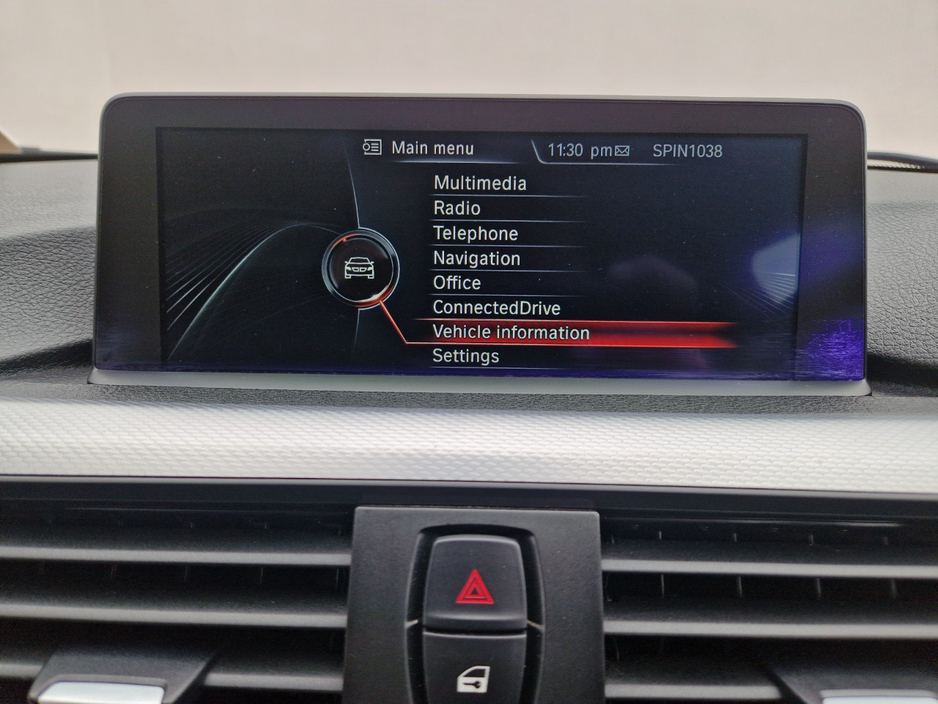 Main menu 11:30 pm SPIN1038
Multimedia
Radio
Telephone
Navigation
Office
ConnectedDrive
Vehicle information
Settings